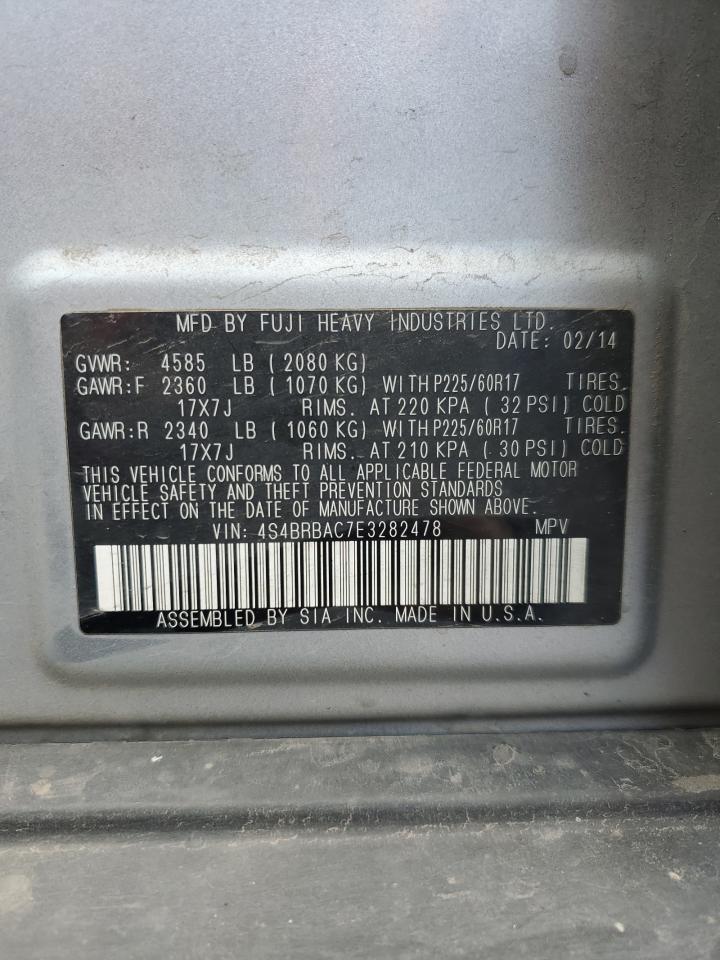 MFD BY FUJI HEAVY INDUSTRIES LTD.
DATE: 02/14
GVWR: 4585 LB ( 2080 KG)
GAWR:F 2360 LB ( 1070 KG) WITH P225/60R17 TIRES.
17X7J RIMS. AT 220 KPA ( 32 PSI) COLD
GAWR:R 2340 LB ( 1060 KG) WITH P225/60R17 TIRES.
17X7J RIMS. AT 210 KPA ( 30 PSI) COLD
THIS VEHICLE CONFORMS TO ALL APPLICABLE FEDERAL MOTOR
VEHICLE SAFETY AND THEFT PREVENTION STANDARDS
IN EFFECT ON THE DATE OF MANUFACTURE SHOWN ABOVE.
VIN: 4S4BRBAC7E3282478 MPV
ASSEMBLED BY SIA INC. MADE IN U.S.A.